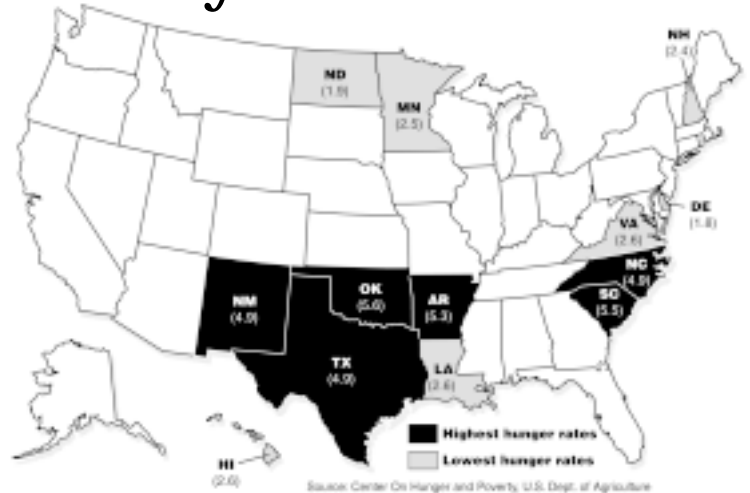 NH
(2.4)
ND
(1.9)
MN
(2.5)
DE
(1.8)
VA
(2.6)
NC
(4.9)
SC
(5.5)
NM
(4.9)
OK
(5.6)
AR
(5.3)
TX
(4.9)
LA
(2.6)
HI
(2.6)
Highest hunger rates
Lowest hunger rates
Source: Center On Hunger and Poverty, U.S. Dept. of Agriculture